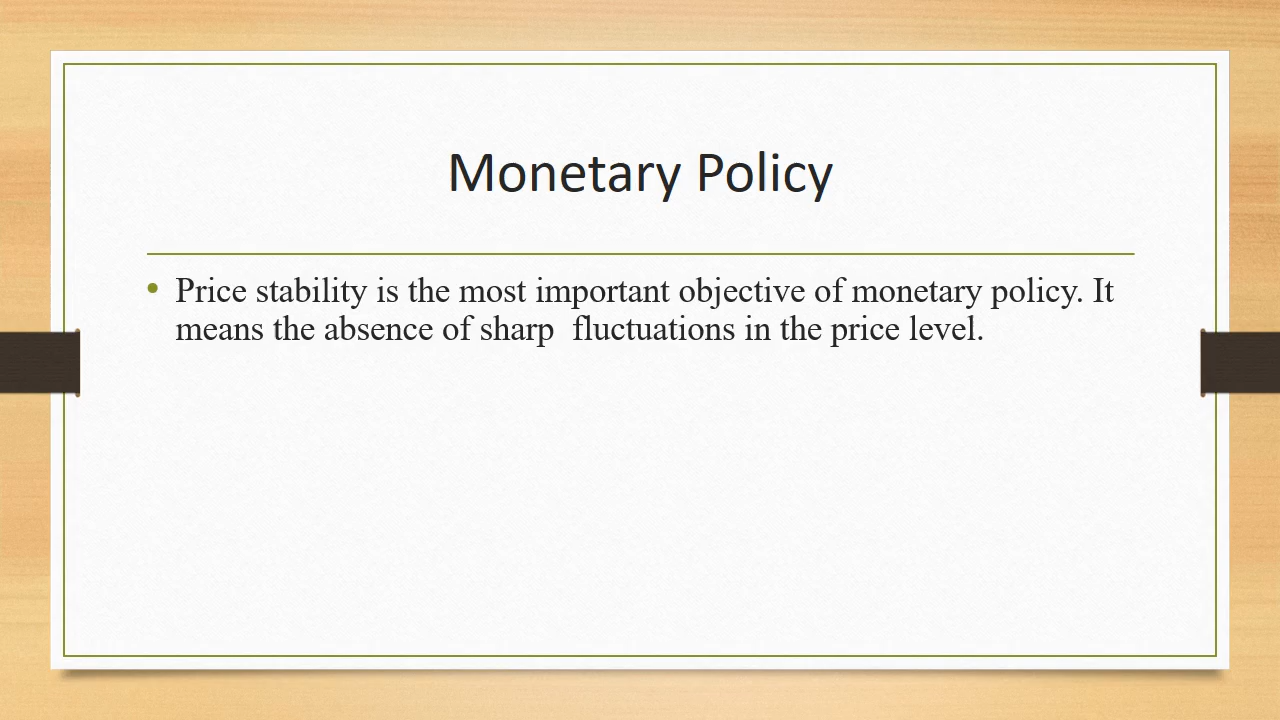 Monetary Policy
• Price stability is the most important objective of monetary policy. It
means the absence of sharp  fluctuations in the price level.